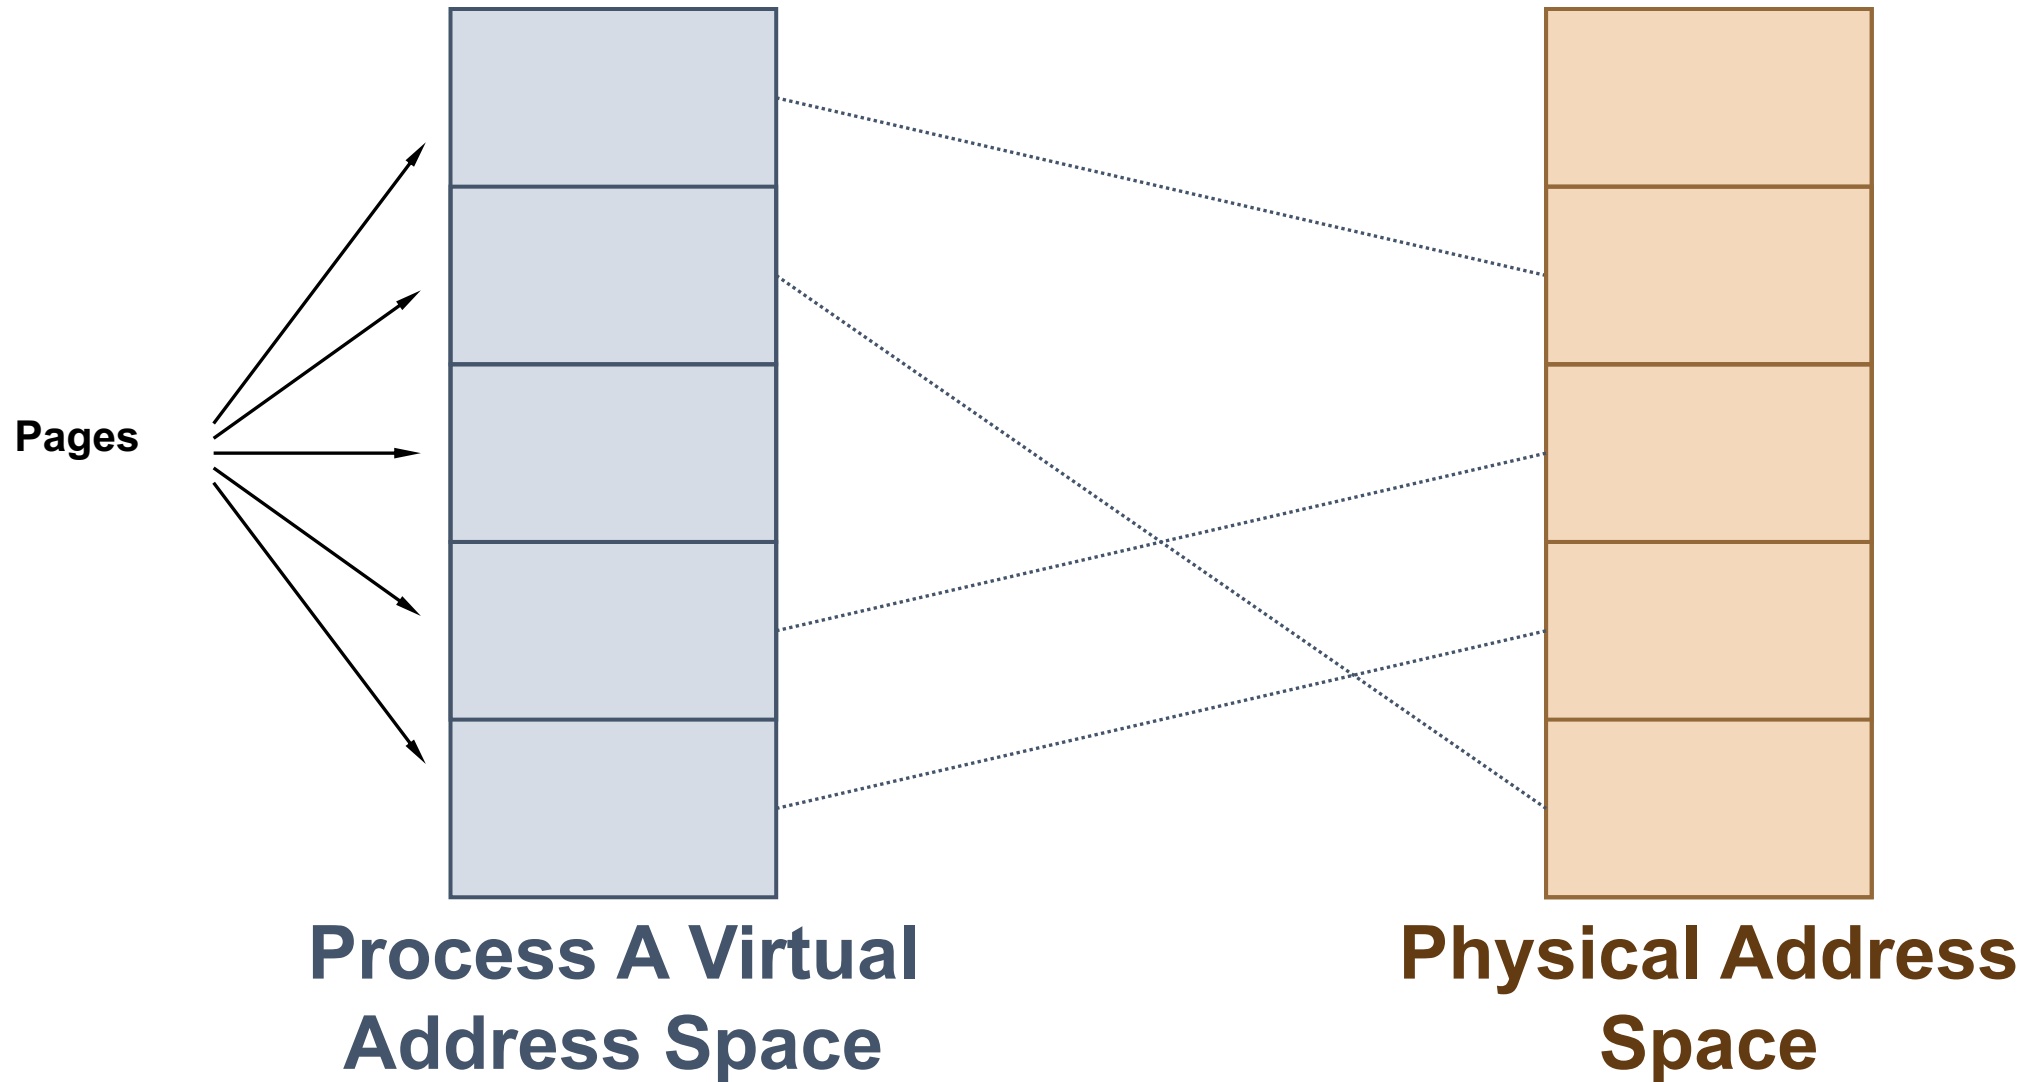 Pages
Process A Virtual
Address Space
Physical Address
Space